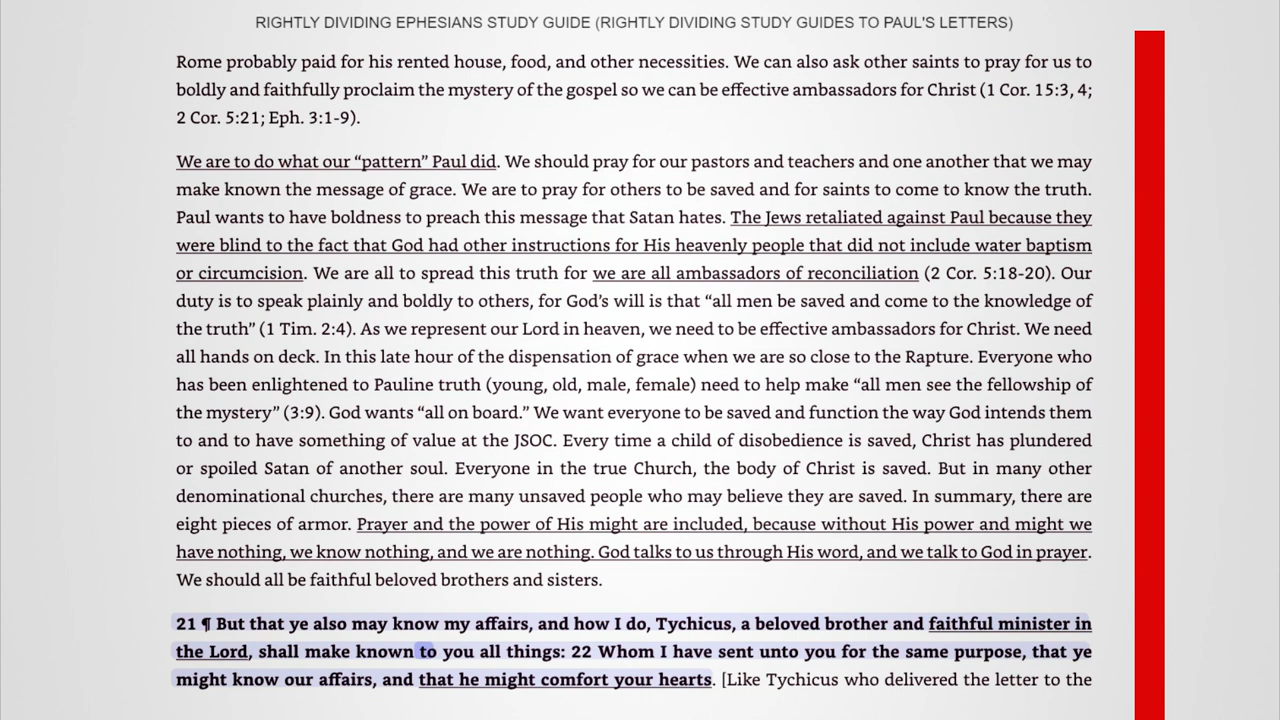 RIGHTLY DIVIDING EPHESIANS STUDY GUIDE (RIGHTLY DIVIDING STUDY GUIDES TO PAUL'S LETTERS)
Rome probably paid for his rented house, food, and other necessities. We can also ask other saints to pray for us to
boldly and faithfully proclaim the mystery of the gospel so we can be effective ambassadors for Christ (1 Cor. 15:3, 4;
2 Cor. 5:21; Eph. 3:1-9).
We are to do what our “pattern” Paul did. We should pray for our pastors and teachers and one another that we may
make known the message of grace. We are to pray for others to be saved and for saints to come to know the truth.
Paul wants to have boldness to preach this message that Satan hates. The Jews retaliated against Paul because they
were blind to the fact that God had other instructions for His heavenly people that did not include water baptism
or circumcision. We are all to spread this truth for we are all ambassadors of reconciliation (2 Cor. 5:18-20). Our
duty is to speak plainly and boldly to others, for God’s will is that “all men be saved and come to the knowledge of
the truth” (1 Tim. 2:4). As we represent our Lord in heaven, we need to be effective ambassadors for Christ. We need
all hands on deck. In this late hour of the dispensation of grace when we are so close to the Rapture. Everyone who
has been enlightened to Pauline truth (young, old, male, female) need to help make “all men see the fellowship of
the mystery” (3:9). God wants “all on board.” We want everyone to be saved and function the way God intends them
to and to have something of value at the JSOC. Every time a child of disobedience is saved, Christ has plundered
or spoiled Satan of another soul. Everyone in the true Church, the body of Christ is saved. But in many other
denominational churches, there are many unsaved people who may believe they are saved. In summary, there are
eight pieces of armor. Prayer and the power of His might are included, because without His power and might we
have nothing, we know nothing, and we are nothing. God talks to us through His word, and we talk to God in prayer.
We should all be faithful beloved brothers and sisters.
21 ¶ But that ye also may know my affairs, and how I do, Tychicus, a beloved brother and faithful minister in
the Lord, shall make known to you all things: 22 Whom I have sent unto you for the same purpose, that ye
might know our affairs, and that he might comfort your hearts. [Like Tychicus who delivered the letter to the